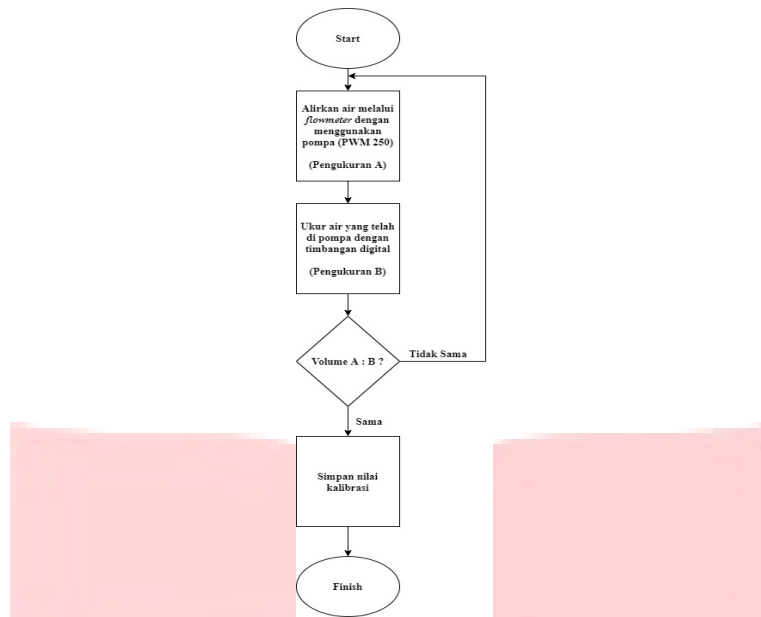 Start
Alirkan air melalui
flowmeter dengan
menggunakan
pompa (PWM 250)
(Pengukuran A)
Ukur air yang telah
di pompa dengan
timbangan digital
(Pengukuran B)
Volume A : B ?
Tidak Sama
Sama
Simpan nilai
kalibrasi
Finish